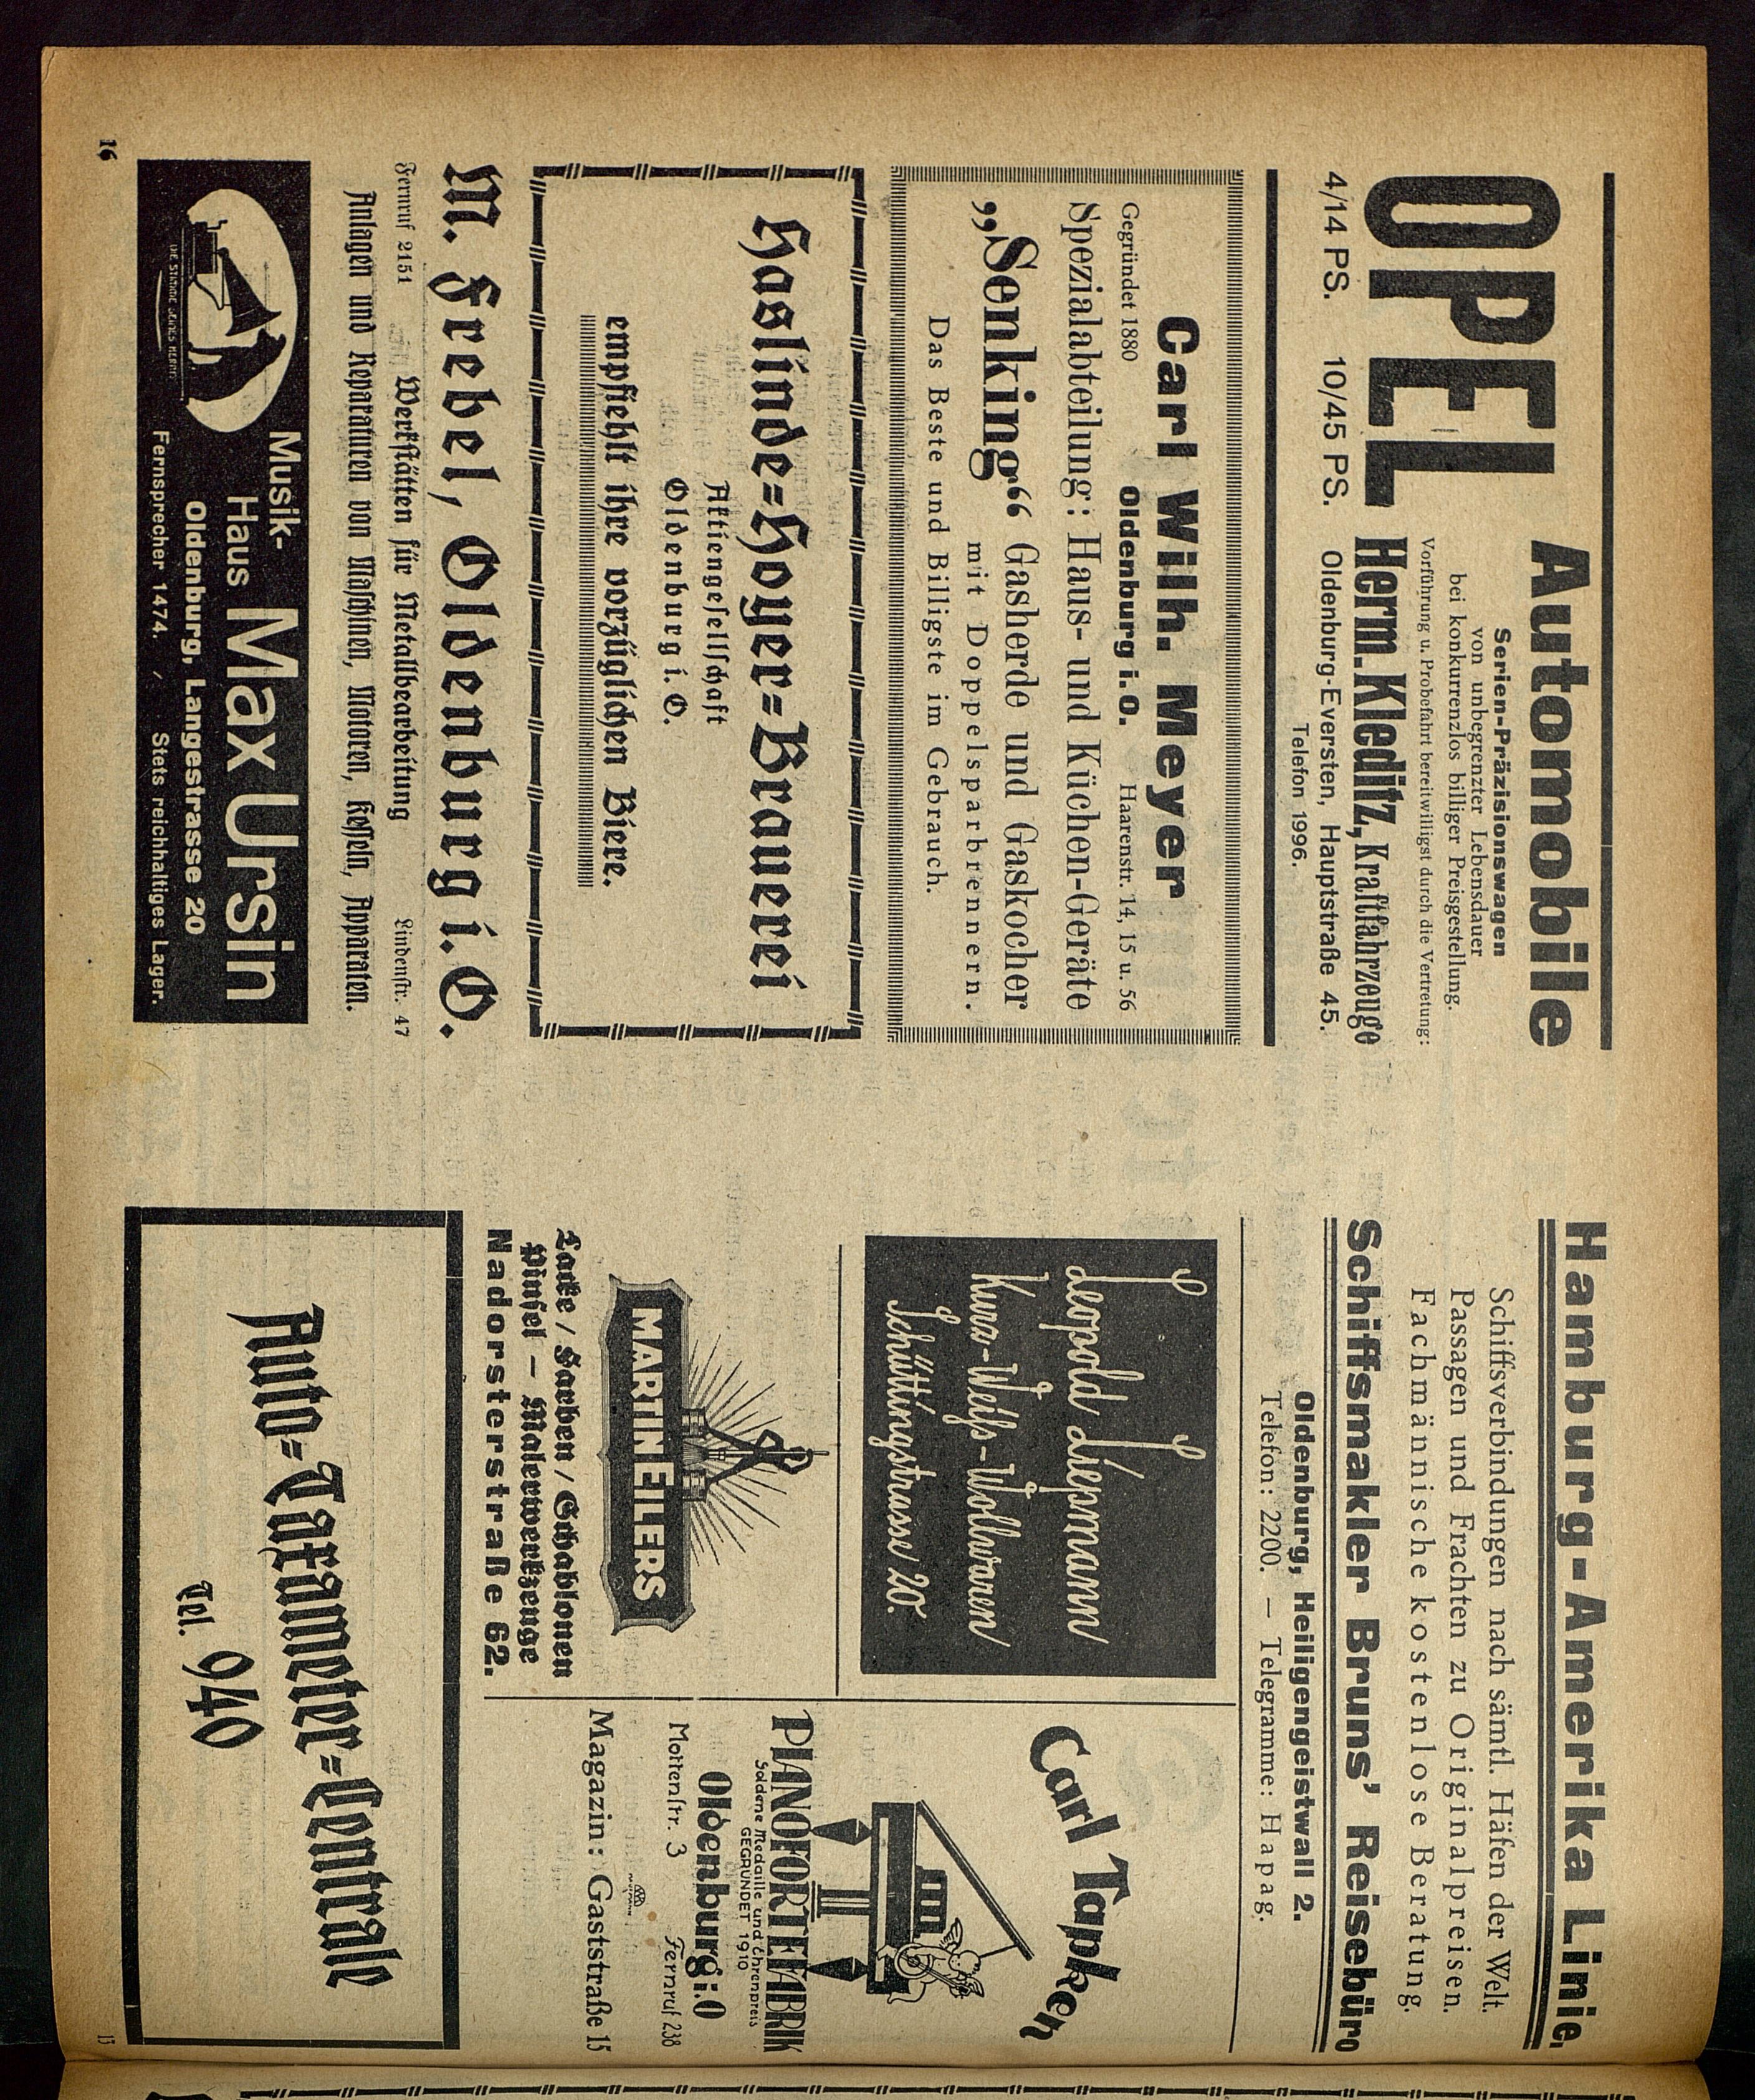 OPEL
Automobile
Serien-Präzisionswagen
von unbegrenzter Lebensdauer
bei konkurrenzlos billiger Preisgestellung.
Vorführung u. Probefahrt bereitwilligst durch die Vertretung:
Herm. Kleditz, Kraftfahrzeuge
4/14 PS. 10/45 PS. Oldenburg-Eversten, Hauptstraße 45.
Telefon 1996.
Carl Wilh. Meyer
Gegründet 1880 Oldenburg i. O. Haarenstr. 14, 15 u. 56
Spezialabteilung: Haus- und Küchen-Geräte
„Senking“ Gasherde und Gaskocher
mit Doppelsparbrennern.
Das Beste und Billigste im Gebrauch.
Haslinde-Hoyer-Brauerei
Aktiengesellschaft
Oldenburg i. O.
empfiehlt ihre vorzüglichen Biere.
M. Frebel, Oldenburg i. O.
Fernruf 2151 Werkstätten für Metallbearbeitung Lindenstr. 47
Anlagen und Reparaturen von Maschinen, Motoren, Kesseln, Apparaten.
DIE STIMME SEINES HERRN
Musik-
Haus Max Ursin
Oldenburg, Langestrasse 20
Fernsprecher 1474. / Stets reichhaltiges Lager.
16
Hamburg-Amerika Linie.
Schiffsverbindungen nach sämtl. Häfen der Welt.
Passagen und Frachten zu Originalpreisen.
Fachmännische kostenlose Beratung.
Schiffsmakler Bruns' Reisebüro
Oldenburg, Heiligengeistwall 2.
Telefon: 2200. — Telegramme: Hapag.
Leopold Liepmann
Kurz-Weiß-Wollwaren
Schüttingstrasse 20.
MARTIN EILERS
Lacke / Farben / Schablonen
Pinsel — Malerwerkzeuge
Nadorsterstraße 62.
Carl Tapken
PIANOFORTEFABRIK
Goldene Medaille und Ehrenpreis
GEGRÜNDET 1910
Oldenburg i.O
Mottenstr. 3 Fernruf 238
Magazin: Gaststraße 15
Auto-Taxameter-Zentrale
Tel. 940
15